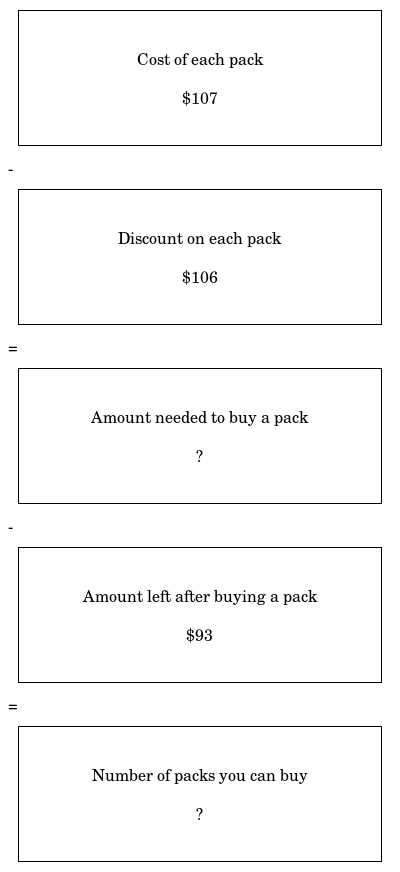 Cost of each pack
$107
-
Discount on each pack
$106
=
Amount needed to buy a pack
?
-
Amount left after buying a pack
$93
=
Number of packs you can buy
?